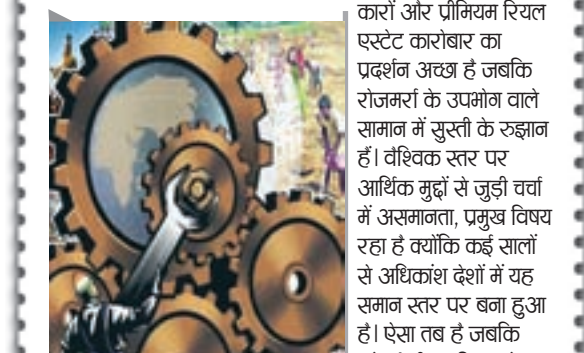 कारों और प्रीमियम रियल
एस्टेट कारोबार का
प्रदर्शन अच्छा है जबकि
रोजमर्रा के उपभोग वाले
सामान में सुस्ती के रुझान
हैं। वैश्विक स्तर पर
आर्थिक मुद्दों से जुड़ी चर्चा
में असमानता, प्रमुख विषय
रहा है क्योंकि कई सालों
से अधिकांश देशों में यह
समान स्तर पर बना हुआ
है। ऐसा तब है जबकि